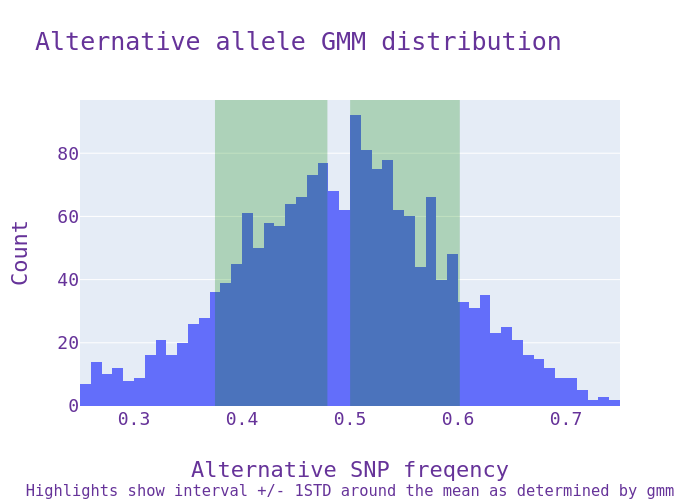 Alternative allele GMM distribution
Count
80
60
40
20
0
0.3 0.4 0.5 0.6 0.7
Alternative SNP freqency
Highlights show interval +/- 1STD around the mean as determined by gmm